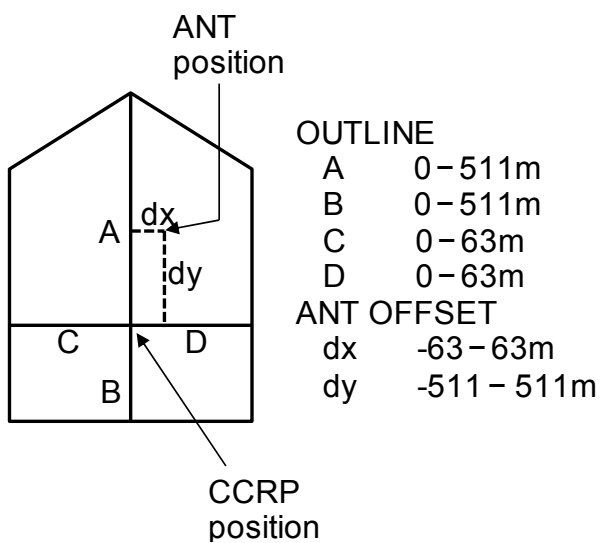 ANT
position
OUTLINE
A 0－511m
B 0－511m
C 0－63m
D 0－63m
ANT OFFSET
dx -63－63m
dy -511－511m
dx
A
dy
C
D
B
CCRP
position